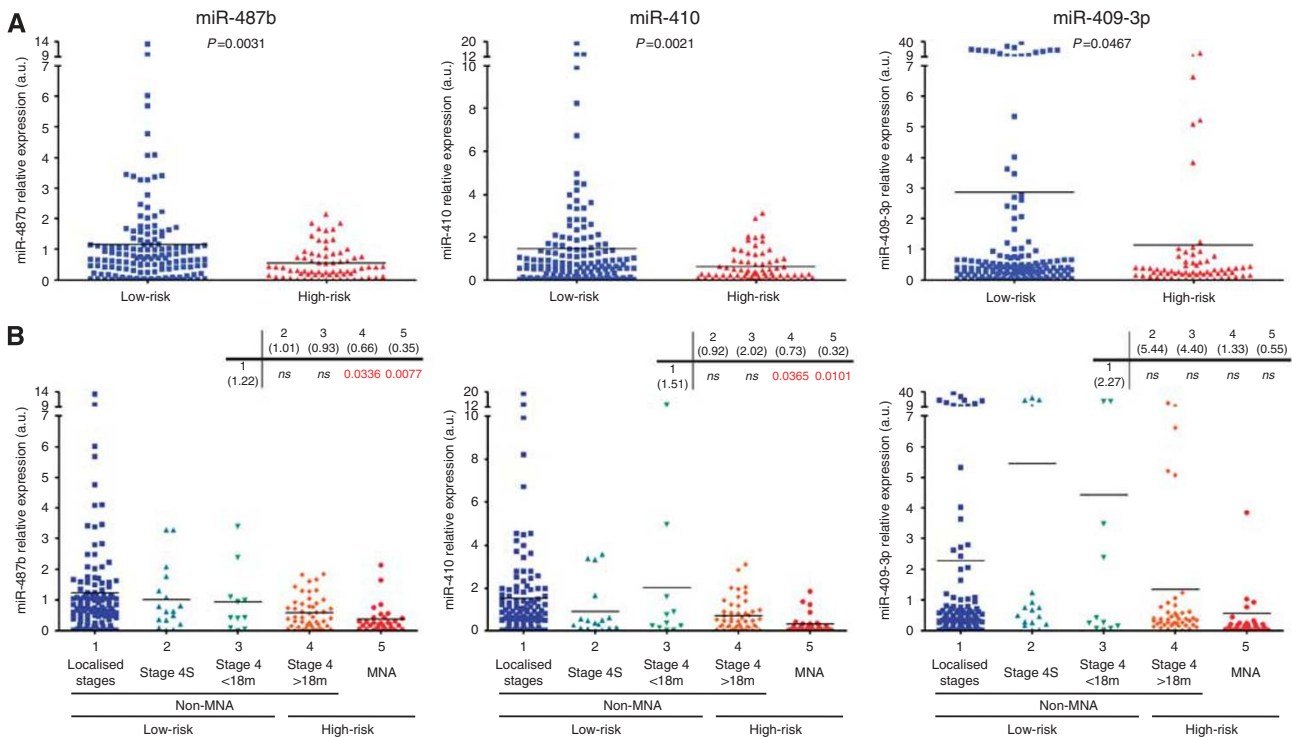 A
miR-487b
P=0.0031
miR-487b relative expression (a.u.)
14
9
7
6
5
4
3
2
1
0
Low-risk
High-risk
miR-410
P=0.0021
miR-410 relative expression (a.u.)
20
12
10
8
6
4
2
0
Low-risk
High-risk
miR-409-3p
P=0.0467
miR-409-3p relative expression (a.u.)
40
9
7
6
5
4
3
2
1
0
Low-risk
High-risk
B
2 3 4 5
(1.01) (0.93) (0.66) (0.35)
1
(1.22)
ns ns 0.0336 0.0077
miR-487b relative expression (a.u.)
14
9
7
6
5
4
3
2
1
0
1 2 3 4 5
Localised stages
Stage 4S
Stage 4 <18m
Stage 4 >18m
MNA
Non-MNA
Low-risk
High-risk
2 3 4 5
(0.92) (2.02) (0.73) (0.32)
1
(1.51)
ns ns 0.0365 0.0101
miR-410 relative expression (a.u.)
20
12
10
8
6
4
2
0
1 2 3 4 5
Localised stages
Stage 4S
Stage 4 <18m
Stage 4 >18m
MNA
Non-MNA
Low-risk
High-risk
2 3 4 5
(5.44) (4.40) (1.33) (0.55)
1
(2.27)
ns ns ns ns
miR-409-3p relative expression (a.u.)
40
9
7
6
5
4
3
2
1
0
1 2 3 4 5
Localised stages
Stage 4S
Stage 4 <18m
Stage 4 >18m
MNA
Non-MNA
Low-risk
High-risk